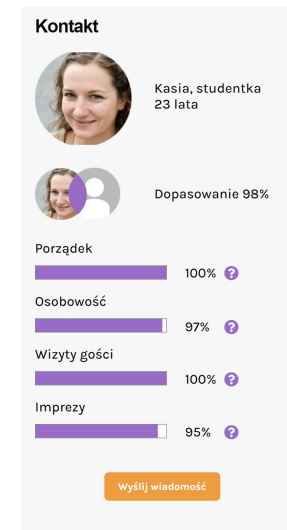 Kontakt
Kasia, studentka
23 lata
Dopasowanie 98%
Porządek
100% ?
Osobowość
97% ?
Wizyty gości
100% ?
Imprezy
95% ?
Wyślij wiadomość